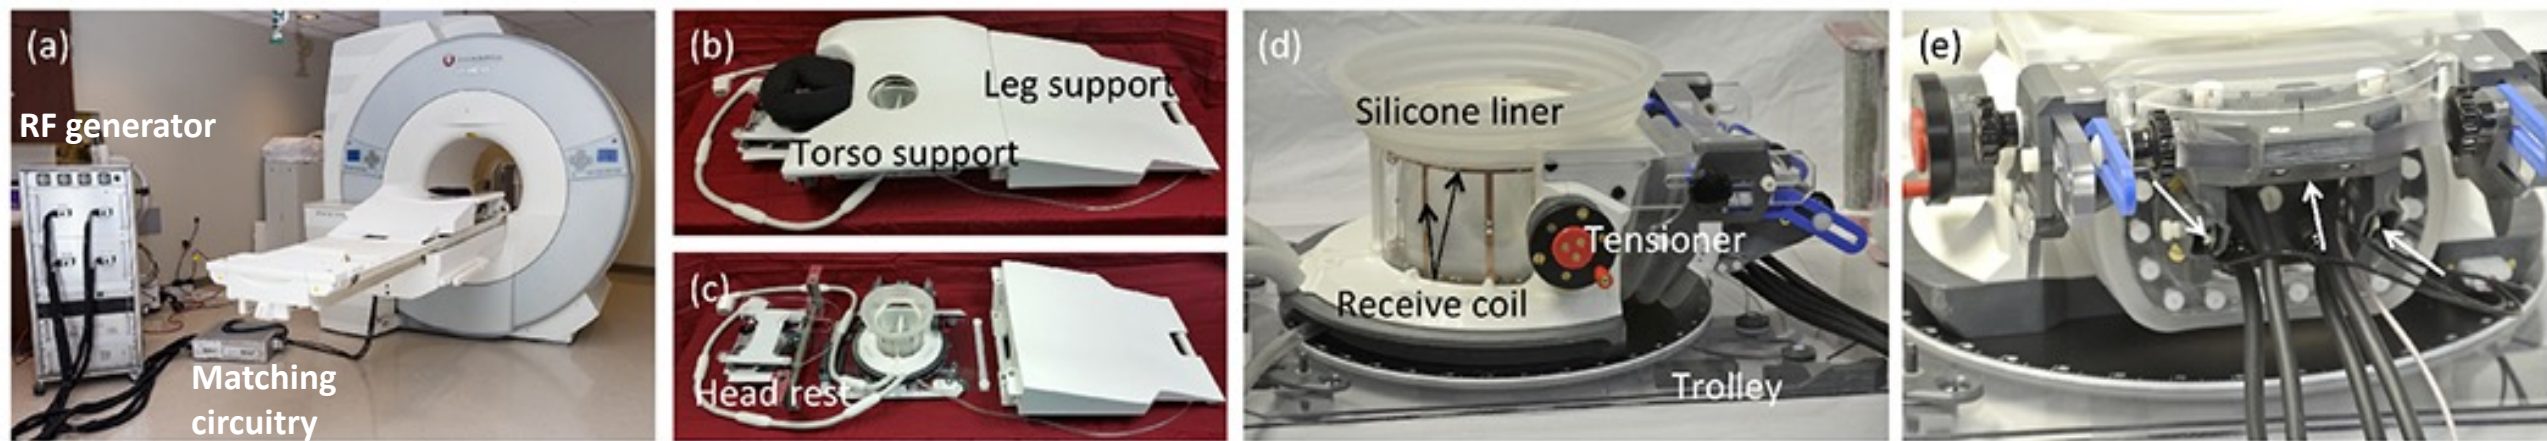 (a)
RF generator
Matching
circuitry
(b)
Leg support
Torso support
(c)
Head rest
(d)
Silicone liner
Tensioner
Receive coil
Trolley
(e)